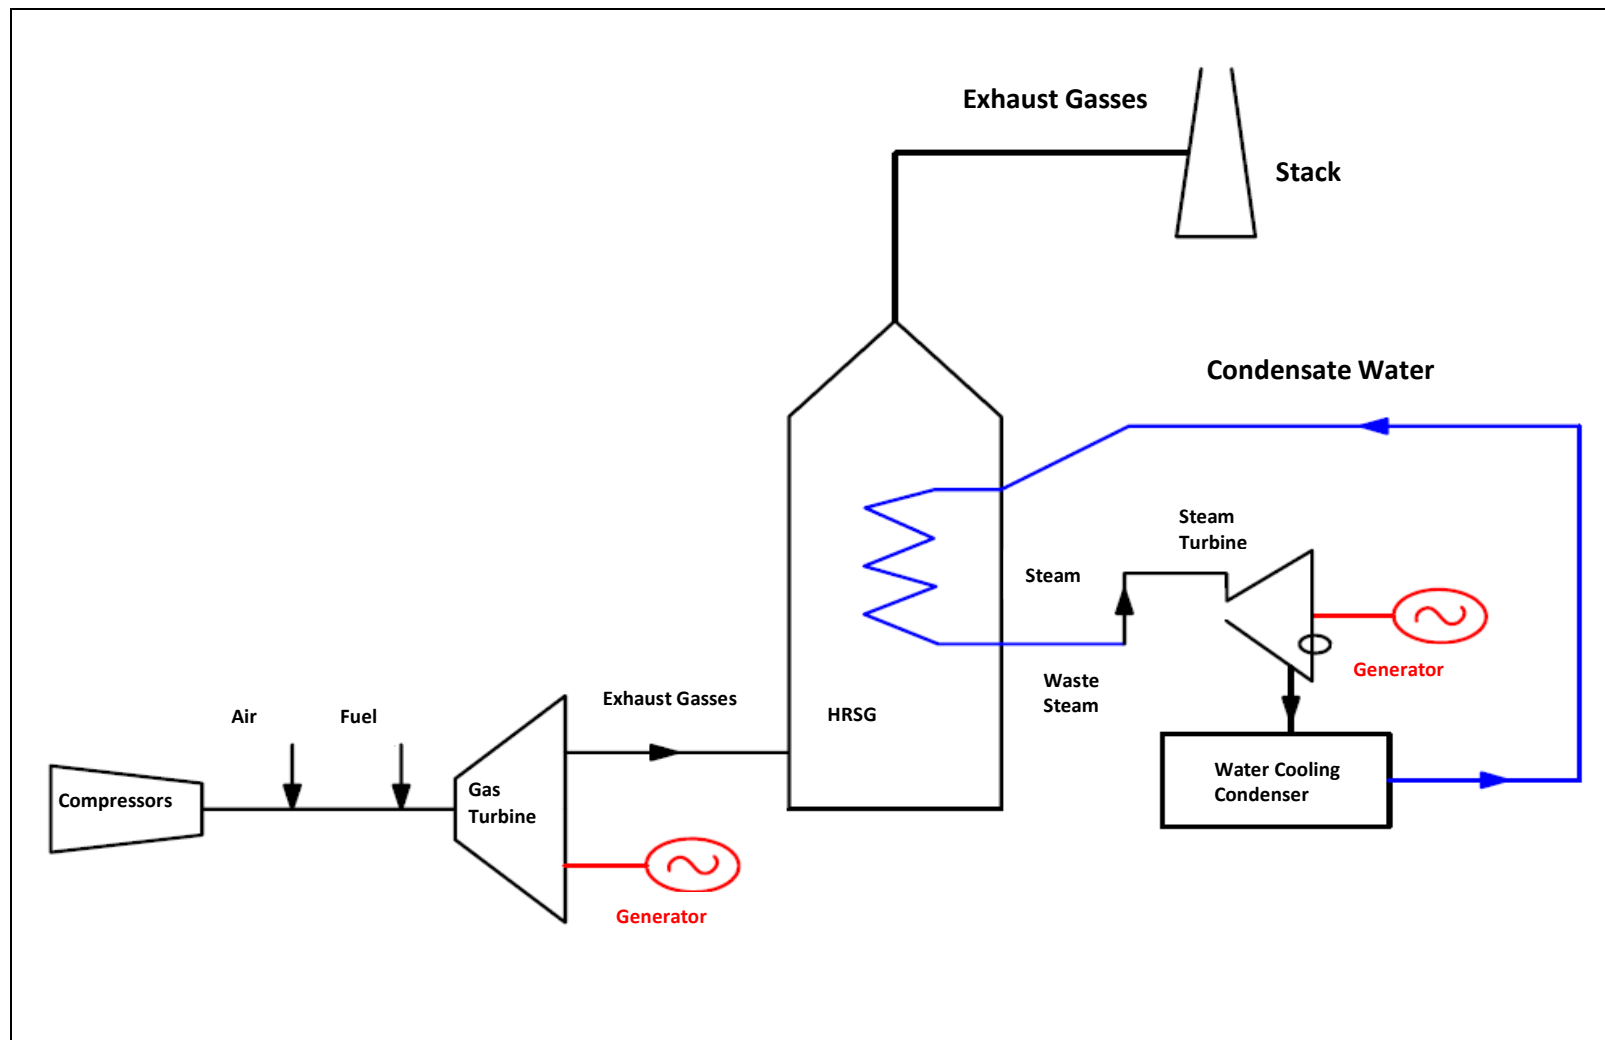 Exhaust Gasses
Stack
Condensate Water
Steam
Turbine
Steam
Generator
Waste
Steam
Exhaust Gasses
HRSG
Air
Fuel
Water Cooling
Condenser
Gas
Turbine
Compressors
Generator